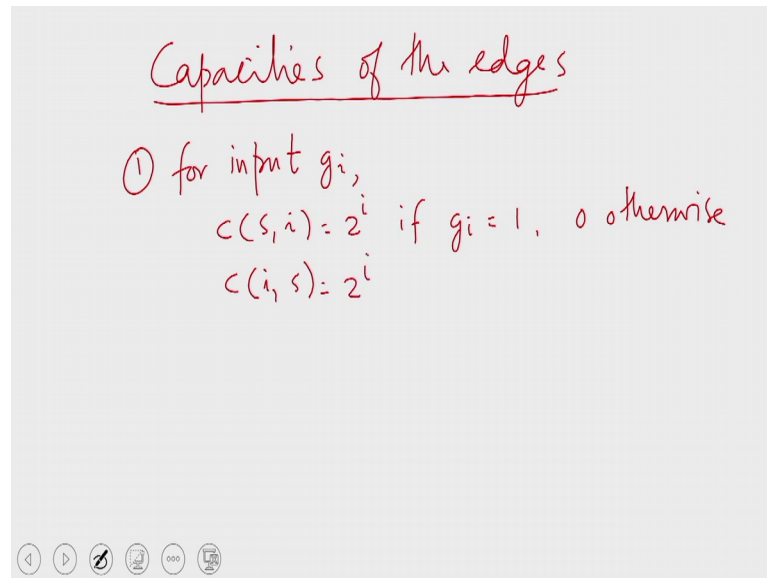 Capacities of the edges
① for input gi,
c(s, i) = 2^i if gi = 1, 0 otherwise
c(i, s) = 2^i